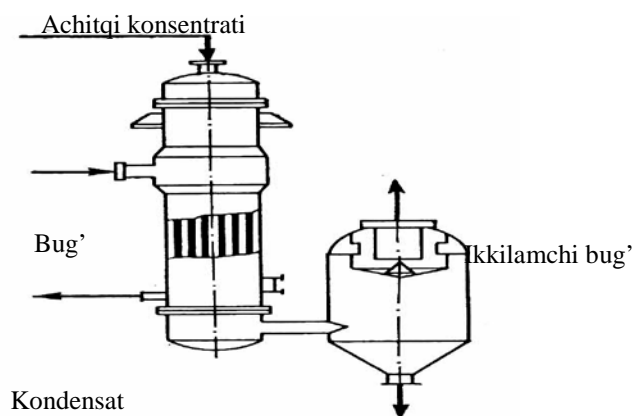 Achitqi konsentrati
Bug’
Ikkilamchi bug’
Kondensat